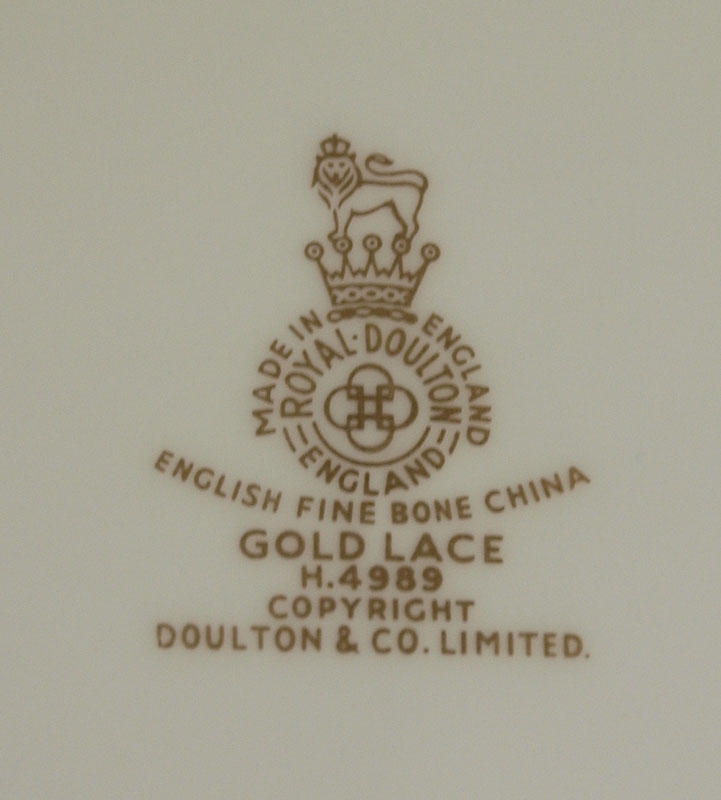 MADE IN ENGLAND
ROYAL·DOULTON
ENGLAND
ENGLISH FINE BONE CHINA
GOLD LACE
H.4989
COPYRIGHT
DOULTON & CO. LIMITED.